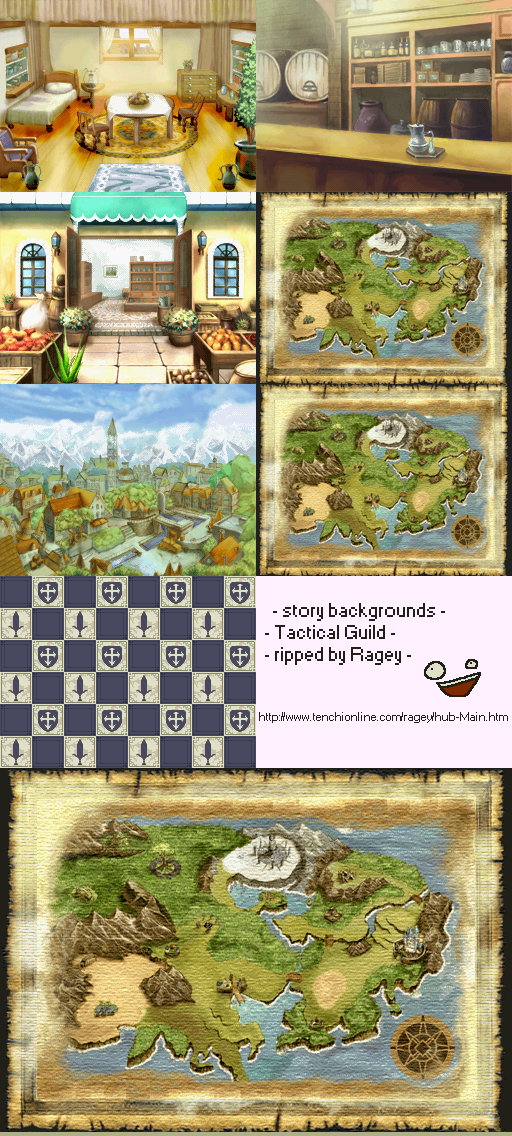 - story backgrounds -
- Tactical Guild -
- ripped by Ragey -
http://www.tenchionline.com/ragey/hub-Main.htm